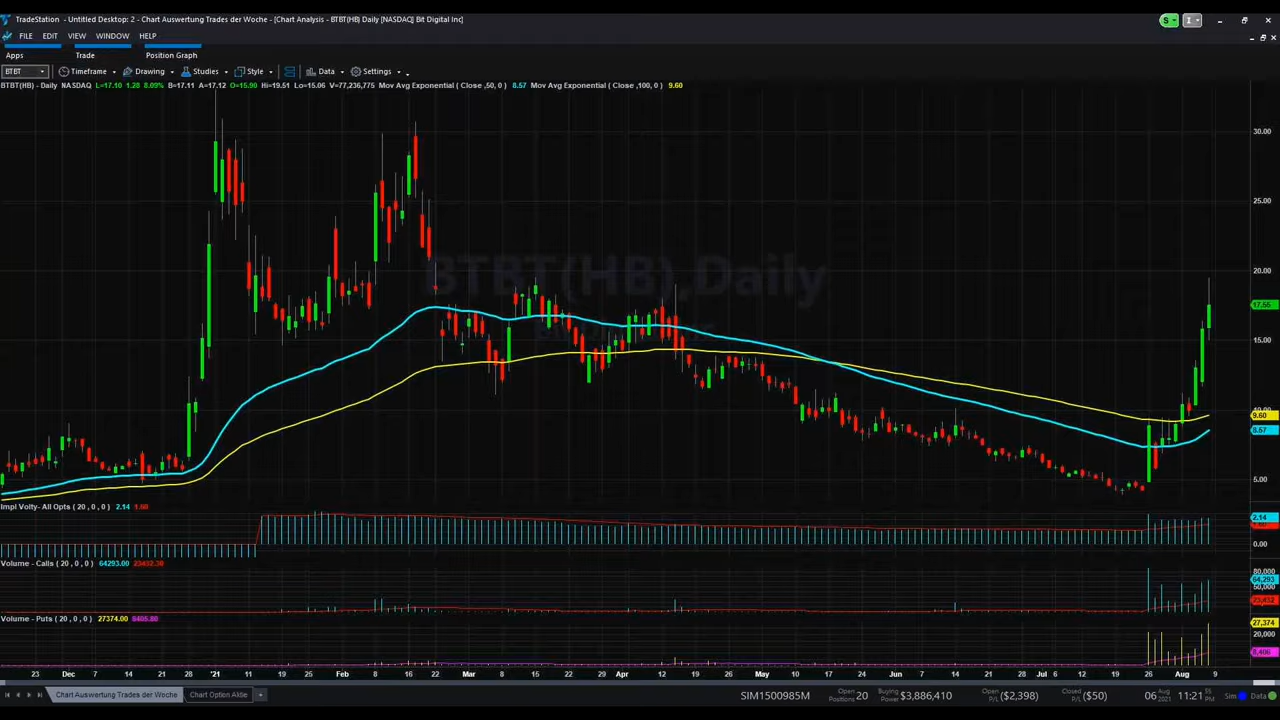 TradeStation - Untitled Desktop: 2 - Chart Auswertung Trades der Woche - [Chart Analysis - BTBT(HB) Daily [NASDAQ] Bit Digital Inc]
S
I
FILE EDIT VIEW WINDOW HELP
Apps Trade Position Graph
BTBT Timeframe Drawing Studies Style Data Settings
BTBT(HB) - Daily NASDAQ L=17.10 1.28 8.09% B=17.11 A=17.12 O=15.90 Hi=19.51 Lo=15.06 V=77,236,775 Mov Avg Exponential ( Close ,50, 0 ) 8.57 Mov Avg Exponential ( Close ,100, 0 ) 9.60
30.00
25.00
BTBT(HB),Daily
20.00
17.55
15.00
10.00
9.60
8.57
5.00
Impl Volty- All Opts ( 20 , 0 , 0 ) 2.14 1.60
2.14
0.00
Volume - Calls ( 20 , 0 , 0 ) 64293.00 23432.30
80,000
64,293
23,432
Volume - Puts ( 20 , 0 , 0 ) 27374.00 8405.80
27,374
20,000
8,406
23 Dec 7 14 21 28 '21 11 19 25 Feb 8 16 22 Mar 8 15 22 29 Apr 12 19 26 May 10 17 24 Jun 7 14 21 28 Jul 6 12 19 26 Aug 9
Chart Auswertung Trades der Woche Chart Option Aktie + SIM1500985M Open Positions 20 Buying Power $3,886,410 Open P/L ($2,398) Closed P/L ($50) 06 Aug 2021 11:21 55 PM Sim Data